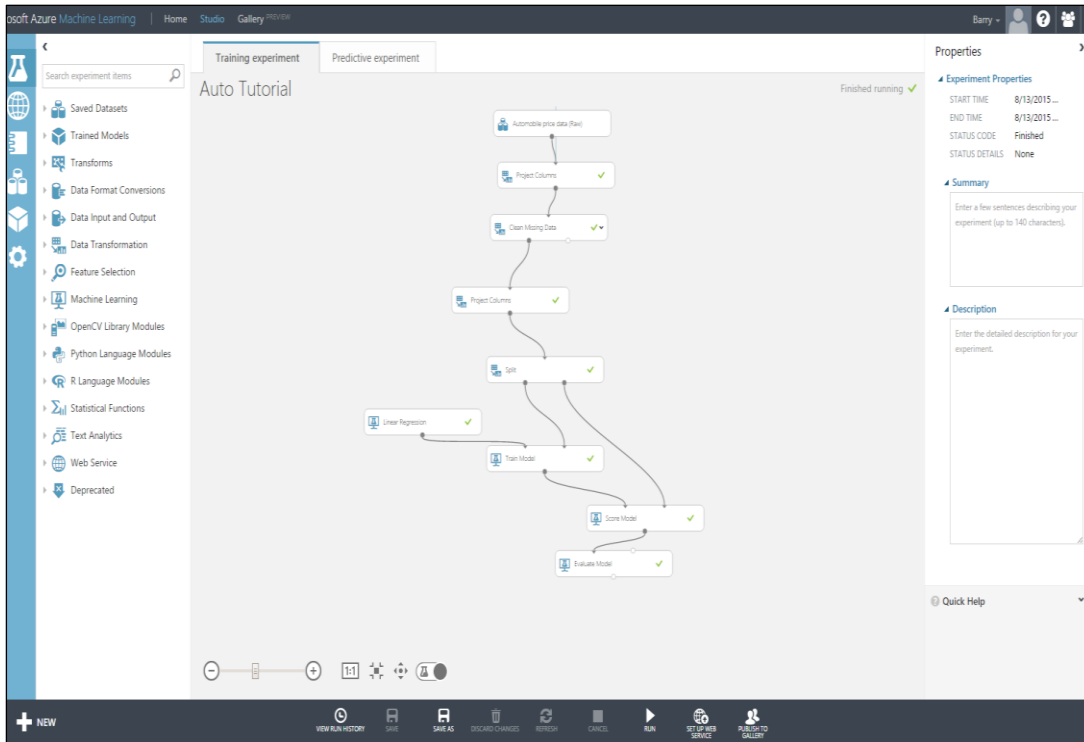 osoft Azure Machine Learning | Home Studio Gallery PREVIEW Barry
Search experiment items
Saved Datasets
Trained Models
Transforms
Data Format Conversions
Data Input and Output
Data Transformation
Feature Selection
Machine Learning
OpenCV Library Modules
Python Language Modules
R Language Modules
Statistical Functions
Text Analytics
Web Service
Deprecated
Training experiment Predictive experiment
Auto Tutorial Finished running
Automobile price data (Raw)
Project Columns
Clean Missing Data
Project Columns
Split
Linear Regression
Train Model
Score Model
Evaluate Model
1:1
Properties
Experiment Properties
START TIME 8/13/2015 ...
END TIME 8/13/2015 ...
STATUS CODE Finished
STATUS DETAILS None
Summary
Enter a few sentences describing your
experiment (up to 140 characters).
Description
Enter the detailed description for your
experiment.
Quick Help
NEW
VIEW RUN HISTORY
SAVE
SAVE AS
DISCARD CHANGES
REFRESH
CANCEL
RUN
SET UP WEB
SERVICE
PUBLISH TO
GALLERY